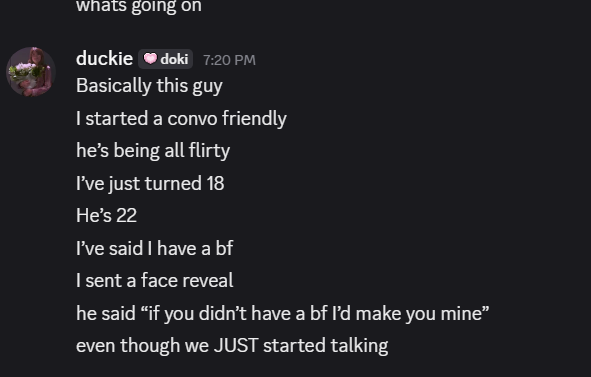 whats going on
duckie doki 7:20 PM
Basically this guy
I started a convo friendly
he's being all flirty
I've just turned 18
He's 22
I've said I have a bf
I sent a face reveal
he said “if you didn't have a bf I'd make you mine”
even though we JUST started talking